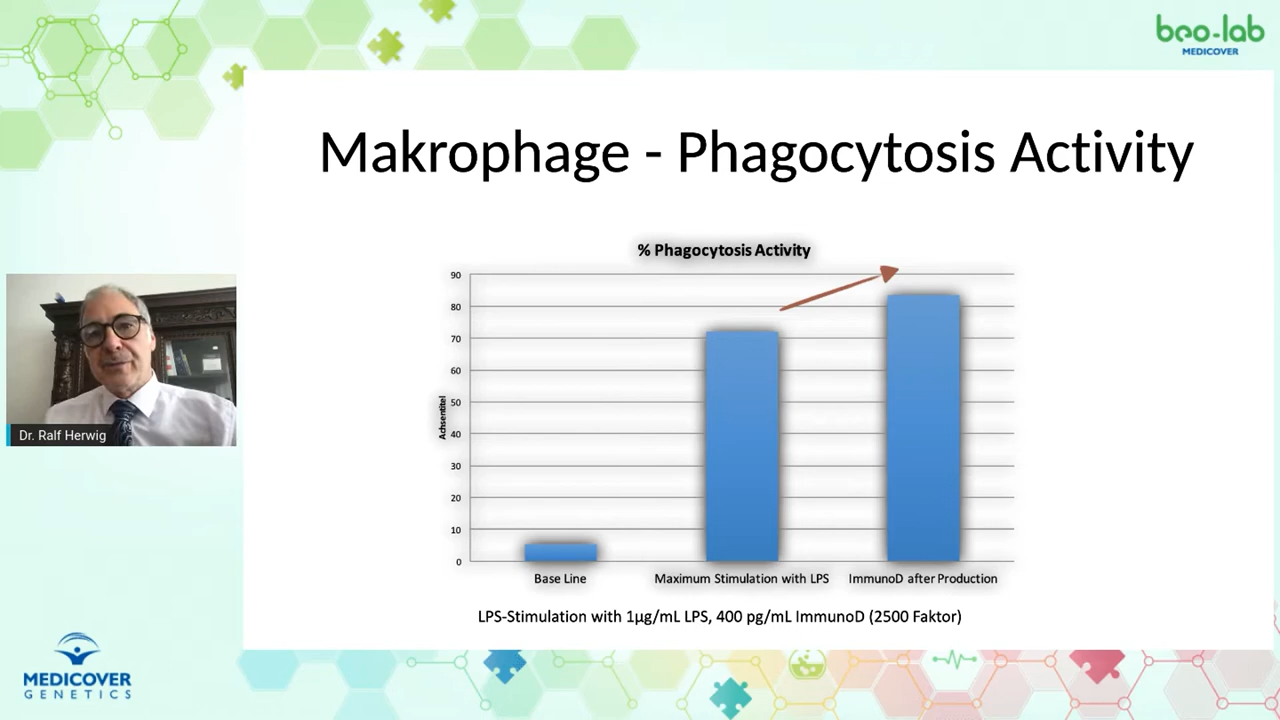 beo-lab
MEDICOVER
Makrophage - Phagocytosis Activity
% Phagocytosis Activity
90
80
70
60
50
40
30
20
10
0
Achsentitel
Base Line
Maximum Stimulation with LPS
ImmunoD after Production
LPS-Stimulation with 1µg/mL LPS, 400 pg/mL ImmunoD (2500 Faktor)
Dr. Ralf Herwig
MEDICOVER
GENETICS